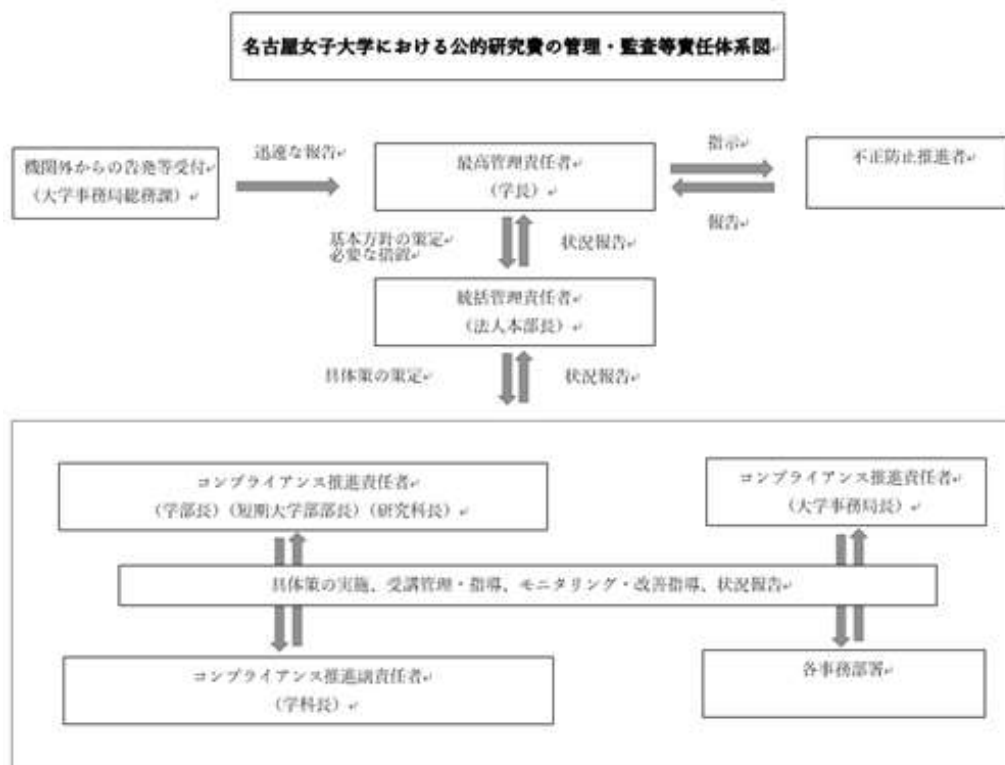 名古屋女子大学における公的研究費の管理・監査等責任体系図
機関外からの告発等受付
(大学事務局総務課)
迅速な報告
最高管理責任者
(学長)
指示
報告
不正防止推進者
基本方針の策定
必要な措置
状況報告
統括管理責任者
(法人本部長)
具体策の策定
状況報告
コンプライアンス推進責任者
(学部長)(短期大学部部長)(研究科長)
コンプライアンス推進責任者
(大学事務局長)
具体策の実施、受講管理・指導、モニタリング・改善指導、状況報告
コンプライアンス推進副責任者
(学科長)
各事務部署